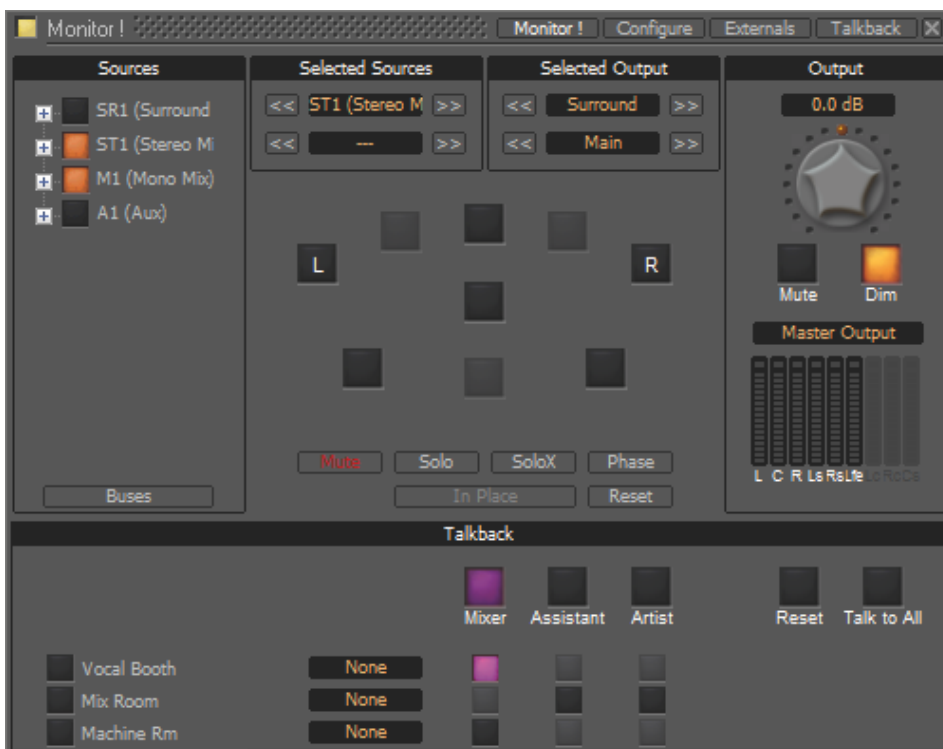 Monitor ! Monitor ! Configure Externals Talkback X
Sources
SR1 (Surround
ST1 (Stereo Mi
M1 (Mono Mix)
A1 (Aux)
Buses
Selected Sources
<< ST1 (Stereo M >>
<< --- >>
Selected Output
<< Surround >>
<< Main >>
L
R
Mute Solo SoloX Phase
In Place Reset
Output
0.0 dB
Mute Dim
Master Output
L C R Ls Rs Lfe Lc Rc Cs
Talkback
Mixer Assistant Artist Reset Talk to All
Vocal Booth None
Mix Room None
Machine Rm None